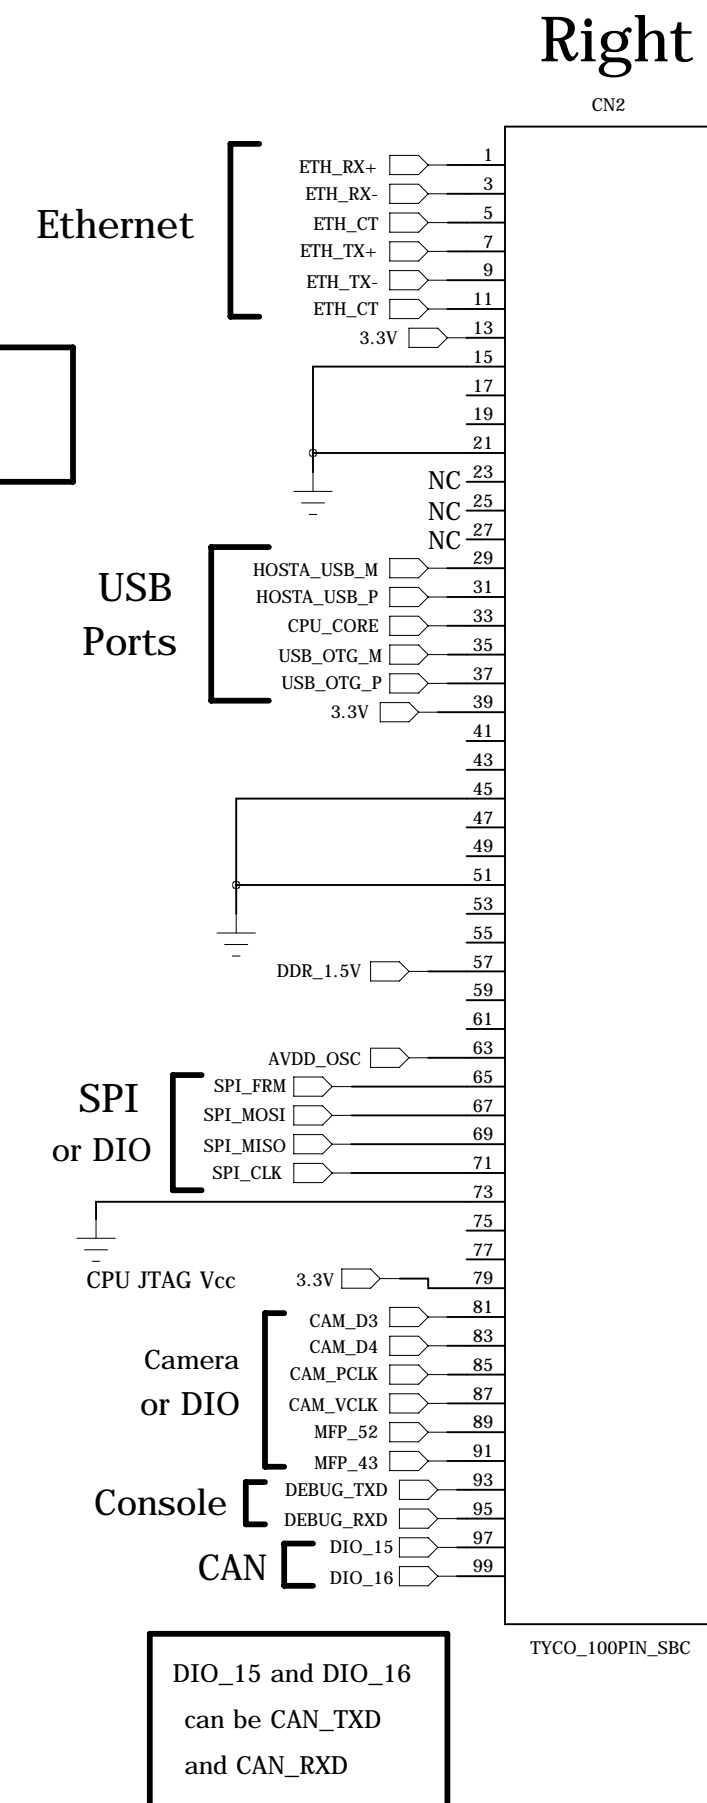 Right
CN2
Ethernet
ETH_RX+ 1
ETH_RX- 3
ETH_CT 5
ETH_TX+ 7
ETH_TX- 9
ETH_CT 11
3.3V 13
15
17
19
21
NC 23
NC 25
NC 27
USB
Ports
HOSTA_USB_M 29
HOSTA_USB_P 31
CPU_CORE 33
USB_OTG_M 35
USB_OTG_P 37
3.3V 39
41
43
45
47
49
51
53
55
DDR_1.5V 57
59
61
AVDD_OSC 63
SPI
or DIO
SPI_FRM 65
SPI_MOSI 67
SPI_MISO 69
SPI_CLK 71
73
75
77
CPU JTAG Vcc 3.3V 79
Camera
or DIO
CAM_D3 81
CAM_D4 83
CAM_PCLK 85
CAM_VCLK 87
MFP_52 89
MFP_43 91
Console
DEBUG_TXD 93
DEBUG_RXD 95
CAN
DIO_15 97
DIO_16 99
TYCO_100PIN_SBC
DIO_15 and DIO_16
can be CAN_TXD
and CAN_RXD